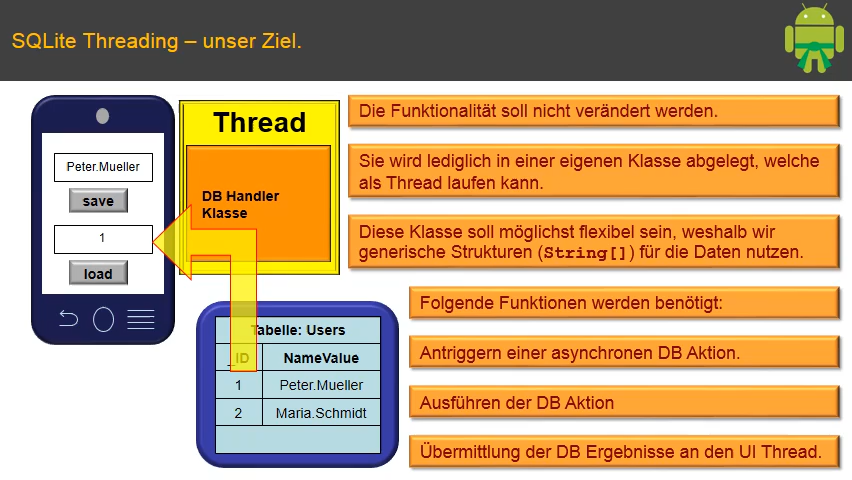 SQLite Threading – unser Ziel.
Peter.Mueller
save
1
load
Thread
DB Handler
Klasse
Tabelle: Users
_ID NameValue
1 Peter.Mueller
2 Maria.Schmidt
Die Funktionalität soll nicht verändert werden.
Sie wird lediglich in einer eigenen Klasse abgelegt, welche
als Thread laufen kann.
Diese Klasse soll möglichst flexibel sein, weshalb wir
generische Strukturen (String[]) für die Daten nutzen.
Folgende Funktionen werden benötigt:
Antriggern einer asynchronen DB Aktion.
Ausführen der DB Aktion
Übermittlung der DB Ergebnisse an den UI Thread.